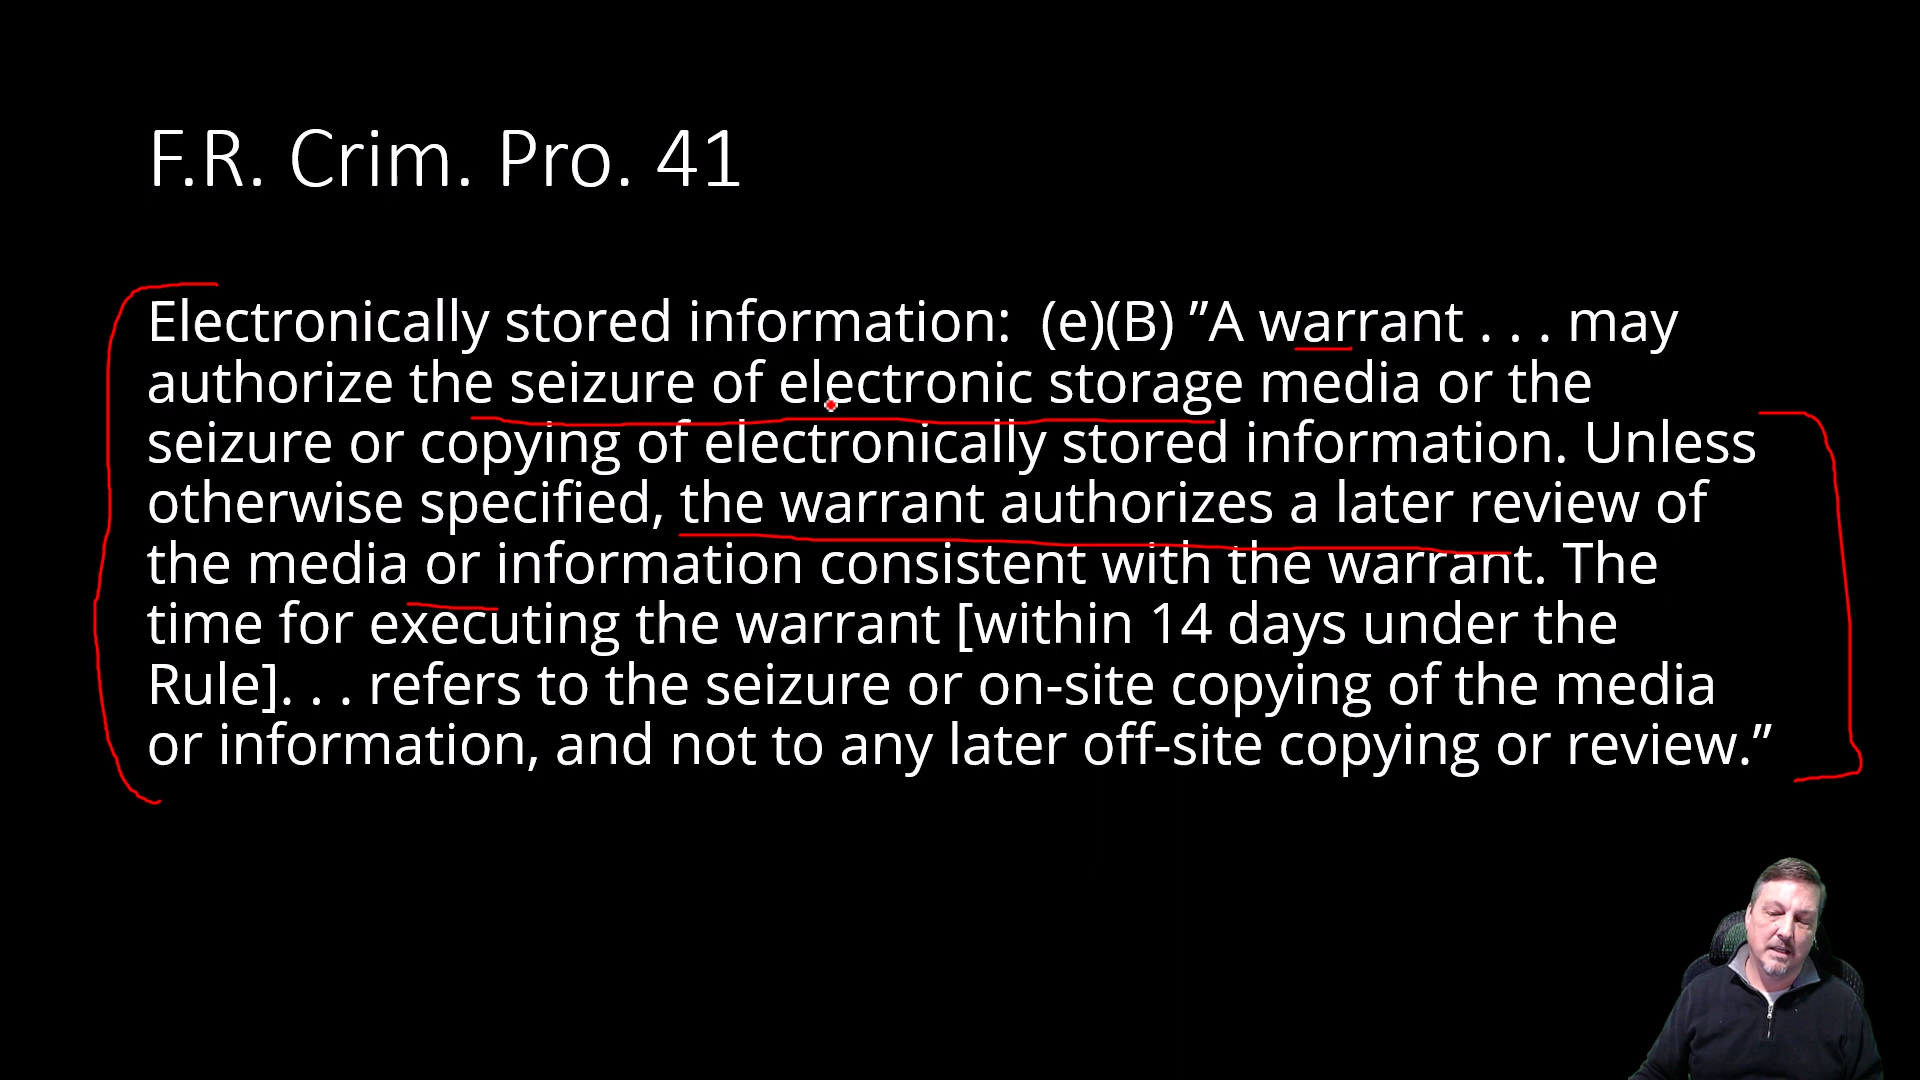 F.R. Crim. Pro. 41
Electronically stored information:  (e)(B) ”A warrant . . . may
authorize the seizure of electronic storage media or the
seizure or copying of electronically stored information. Unless
otherwise specified, the warrant authorizes a later review of
the media or information consistent with the warrant. The
time for executing the warrant [within 14 days under the
Rule]. . . refers to the seizure or on-site copying of the media
or information, and not to any later off-site copying or review.”